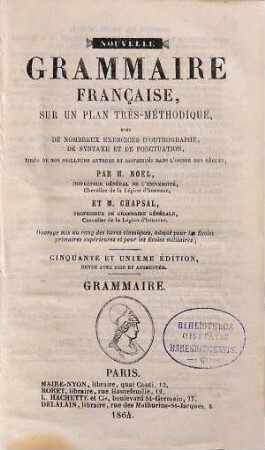 NOUVELLE
GRAMMAIRE
FRANÇAISE,
SUR UN PLAN TRÈS-MÉTHODIQUE,
AVEC
DE NOMBREUX EXERCICES D'ORTHOGRAPHE,
DE SYNTAXE ET DE PONCTUATION,
TIRÉS DE NOS MEILLEURS AUTEURS ET DISTRIBUÉS DANS L'ORDRE DES RÈGLES;
PAR M. NOEL,
INSPECTEUR GÉNÉRAL DE L'UNIVERSITÉ,
Chevalier de la Légion d'honneur,
ET M. CHAPSAL,
PROFESSEUR DE GRAMMAIRE GÉNÉRALE,
Chevalier de la Légion d'honneur.
Ouvrage mis au rang des livres classiques, adopté pour les Écoles
primaires supérieures et pour les Écoles militaires;
CINQUANTE ET UNIÈME ÉDITION,
REVUE AVEC SOIN ET AUGMENTÉE.
GRAMMAIRE.
BIBLIOTHECA
CIVITATIS
PARIS.
MAIRE-NYON, libraire, quai Conti, 13,
RORET, libraire, rue Hautefeuille, 12.
L. HACHETTE et Cie, boulevard St-Germain, 77.
DELALAIN, libraire, rue des Mathurins-St-Jacques, 5
1864.